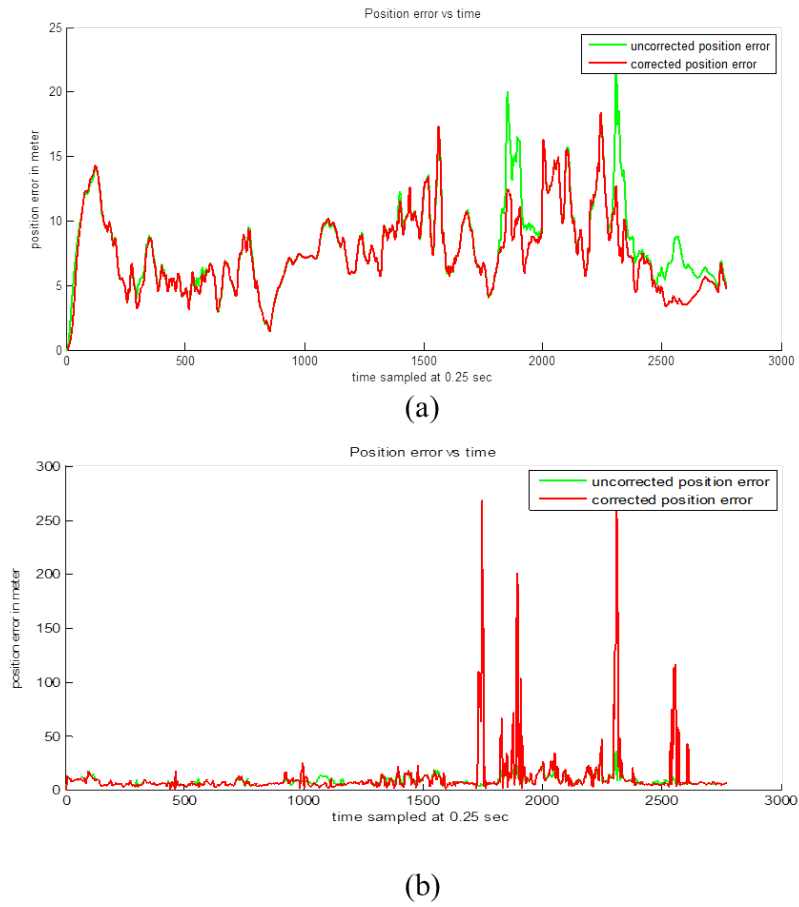 Position error vs time
25
20
15
10
5
0
position error in meter
uncorrected position error
corrected position error
0 500 1000 1500 2000 2500 3000
time sampled at 0.25 sec
(a)
Position error vs time
300
250
200
150
100
50
0
position error in meter
uncorrected position error
corrected position error
0 500 1000 1500 2000 2500 3000
time sampled at 0.25 sec
(b)